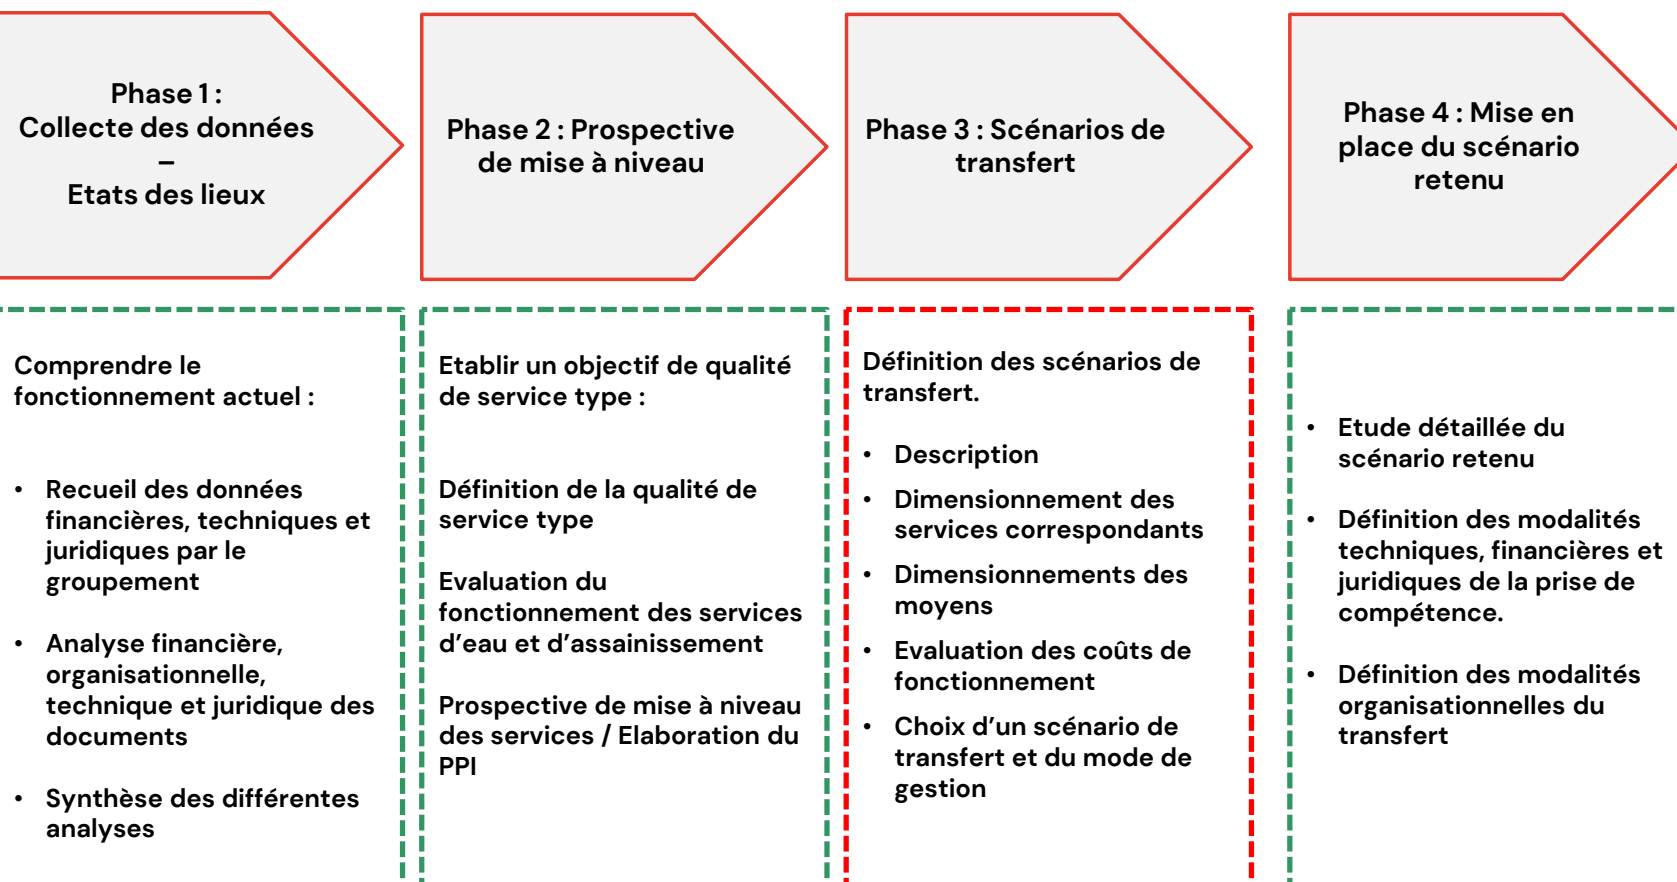 Phase 1 :
Collecte des données
–
Etats des lieux
Phase 2 : Prospective
de mise à niveau
Phase 3 : Scénarios de
transfert
Phase 4 : Mise en
place du scénario
retenu
Comprendre le
fonctionnement actuel :
• Recueil des données
financières, techniques et
juridiques par le
groupement
• Analyse financière,
organisationnelle,
technique et juridique des
documents
• Synthèse des différentes
analyses
Etablir un objectif de qualité
de service type :
Définition de la qualité de
service type
Evaluation du
fonctionnement des services
d’eau et d’assainissement
Prospective de mise à niveau
des services / Elaboration du
PPI
Définition des scénarios de
transfert.
• Description
• Dimensionnement des
services correspondants
• Dimensionnements des
moyens
• Evaluation des coûts de
fonctionnement
• Choix d’un scénario de
transfert et du mode de
gestion
• Etude détaillée du
scénario retenu
• Définition des modalités
techniques, financières et
juridiques de la prise de
compétence.
• Définition des modalités
organisationnelles du
transfert